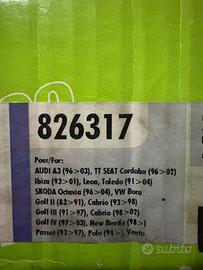 826317
Pour/For:
AUDI A3 (96>03), TT SEAT Cordoba (96>02)
Ibiza (93>01), Leon, Toledo (91>04)
SKODA Octavia (96>04), VW Bora
Golf II (83>91), Cabrio (93>98)
Golf III (91>97), Cabrio (98>02)
Golf IV (97>03), New Beetle (98>)
Passat (93>97), Polo (94>), Vento
subito